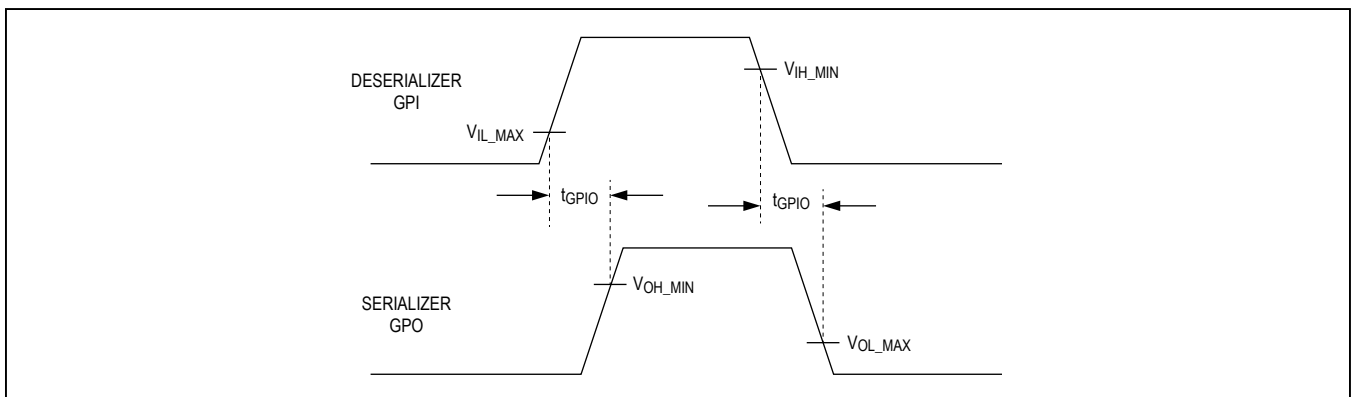 DESERIALIZER
GPI
VIH_MIN
VIL_MAX
tGPIO
tGPIO
SERIALIZER
GPO
VOH_MIN
VOL_MAX